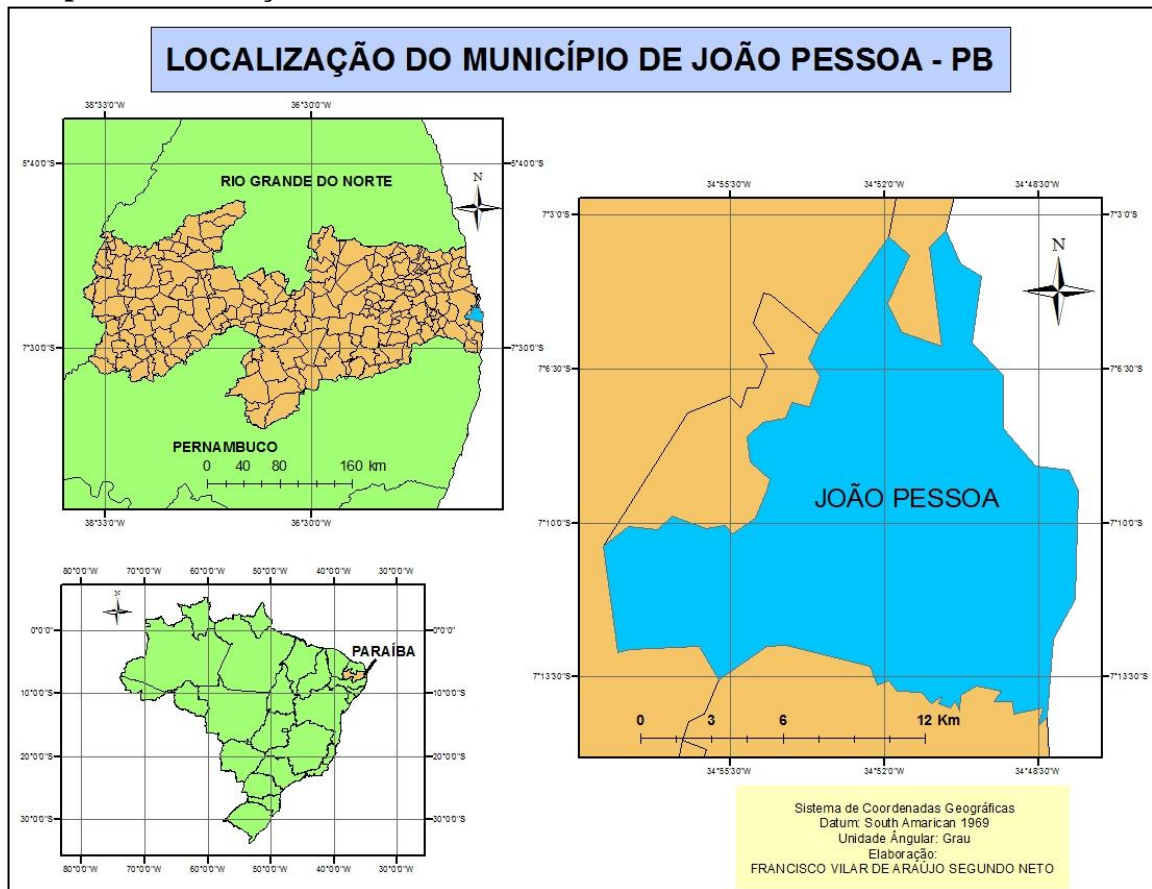 LOCALIZAÇÃO DO MUNICÍPIO DE JOÃO PESSOA - PB
38°33'0"W 36°30'0"W
5°40'0"S 5°40'0"S
RIO GRANDE DO NORTE
N
7°30'0"S 7°30'0"S
PERNAMBUCO
0 40 80 160 km
38°33'0"W 36°30'0"W
80°0'0"W 70°0'0"W 60°0'0"W 50°0'0"W 40°0'0"W 30°0'0"W
N
0°0'0" 0°0'0"
PARAÍBA
10°0'0"S 10°0'0"S
20°0'0"S 20°0'0"S
30°0'0"S 30°0'0"S
80°0'0"W 70°0'0"W 60°0'0"W 50°0'0"W 40°0'0"W 30°0'0"W
34°55'30"W 34°52'0"W 34°48'30"W
7°3'0"S 7°3'0"S
N
7°6'30"S 7°6'30"S
JOÃO PESSOA
7°10'0"S 7°10'0"S
7°13'30"S 7°13'30"S
0 3 6 12 Km
34°55'30"W 34°52'0"W 34°48'30"W
Sistema de Coordenadas Geográficas
Datum: South Amarican 1969
Unidade Ângular: Grau
Elaboração:
FRANCISCO VILAR DE ARAÚJO SEGUNDO NETO